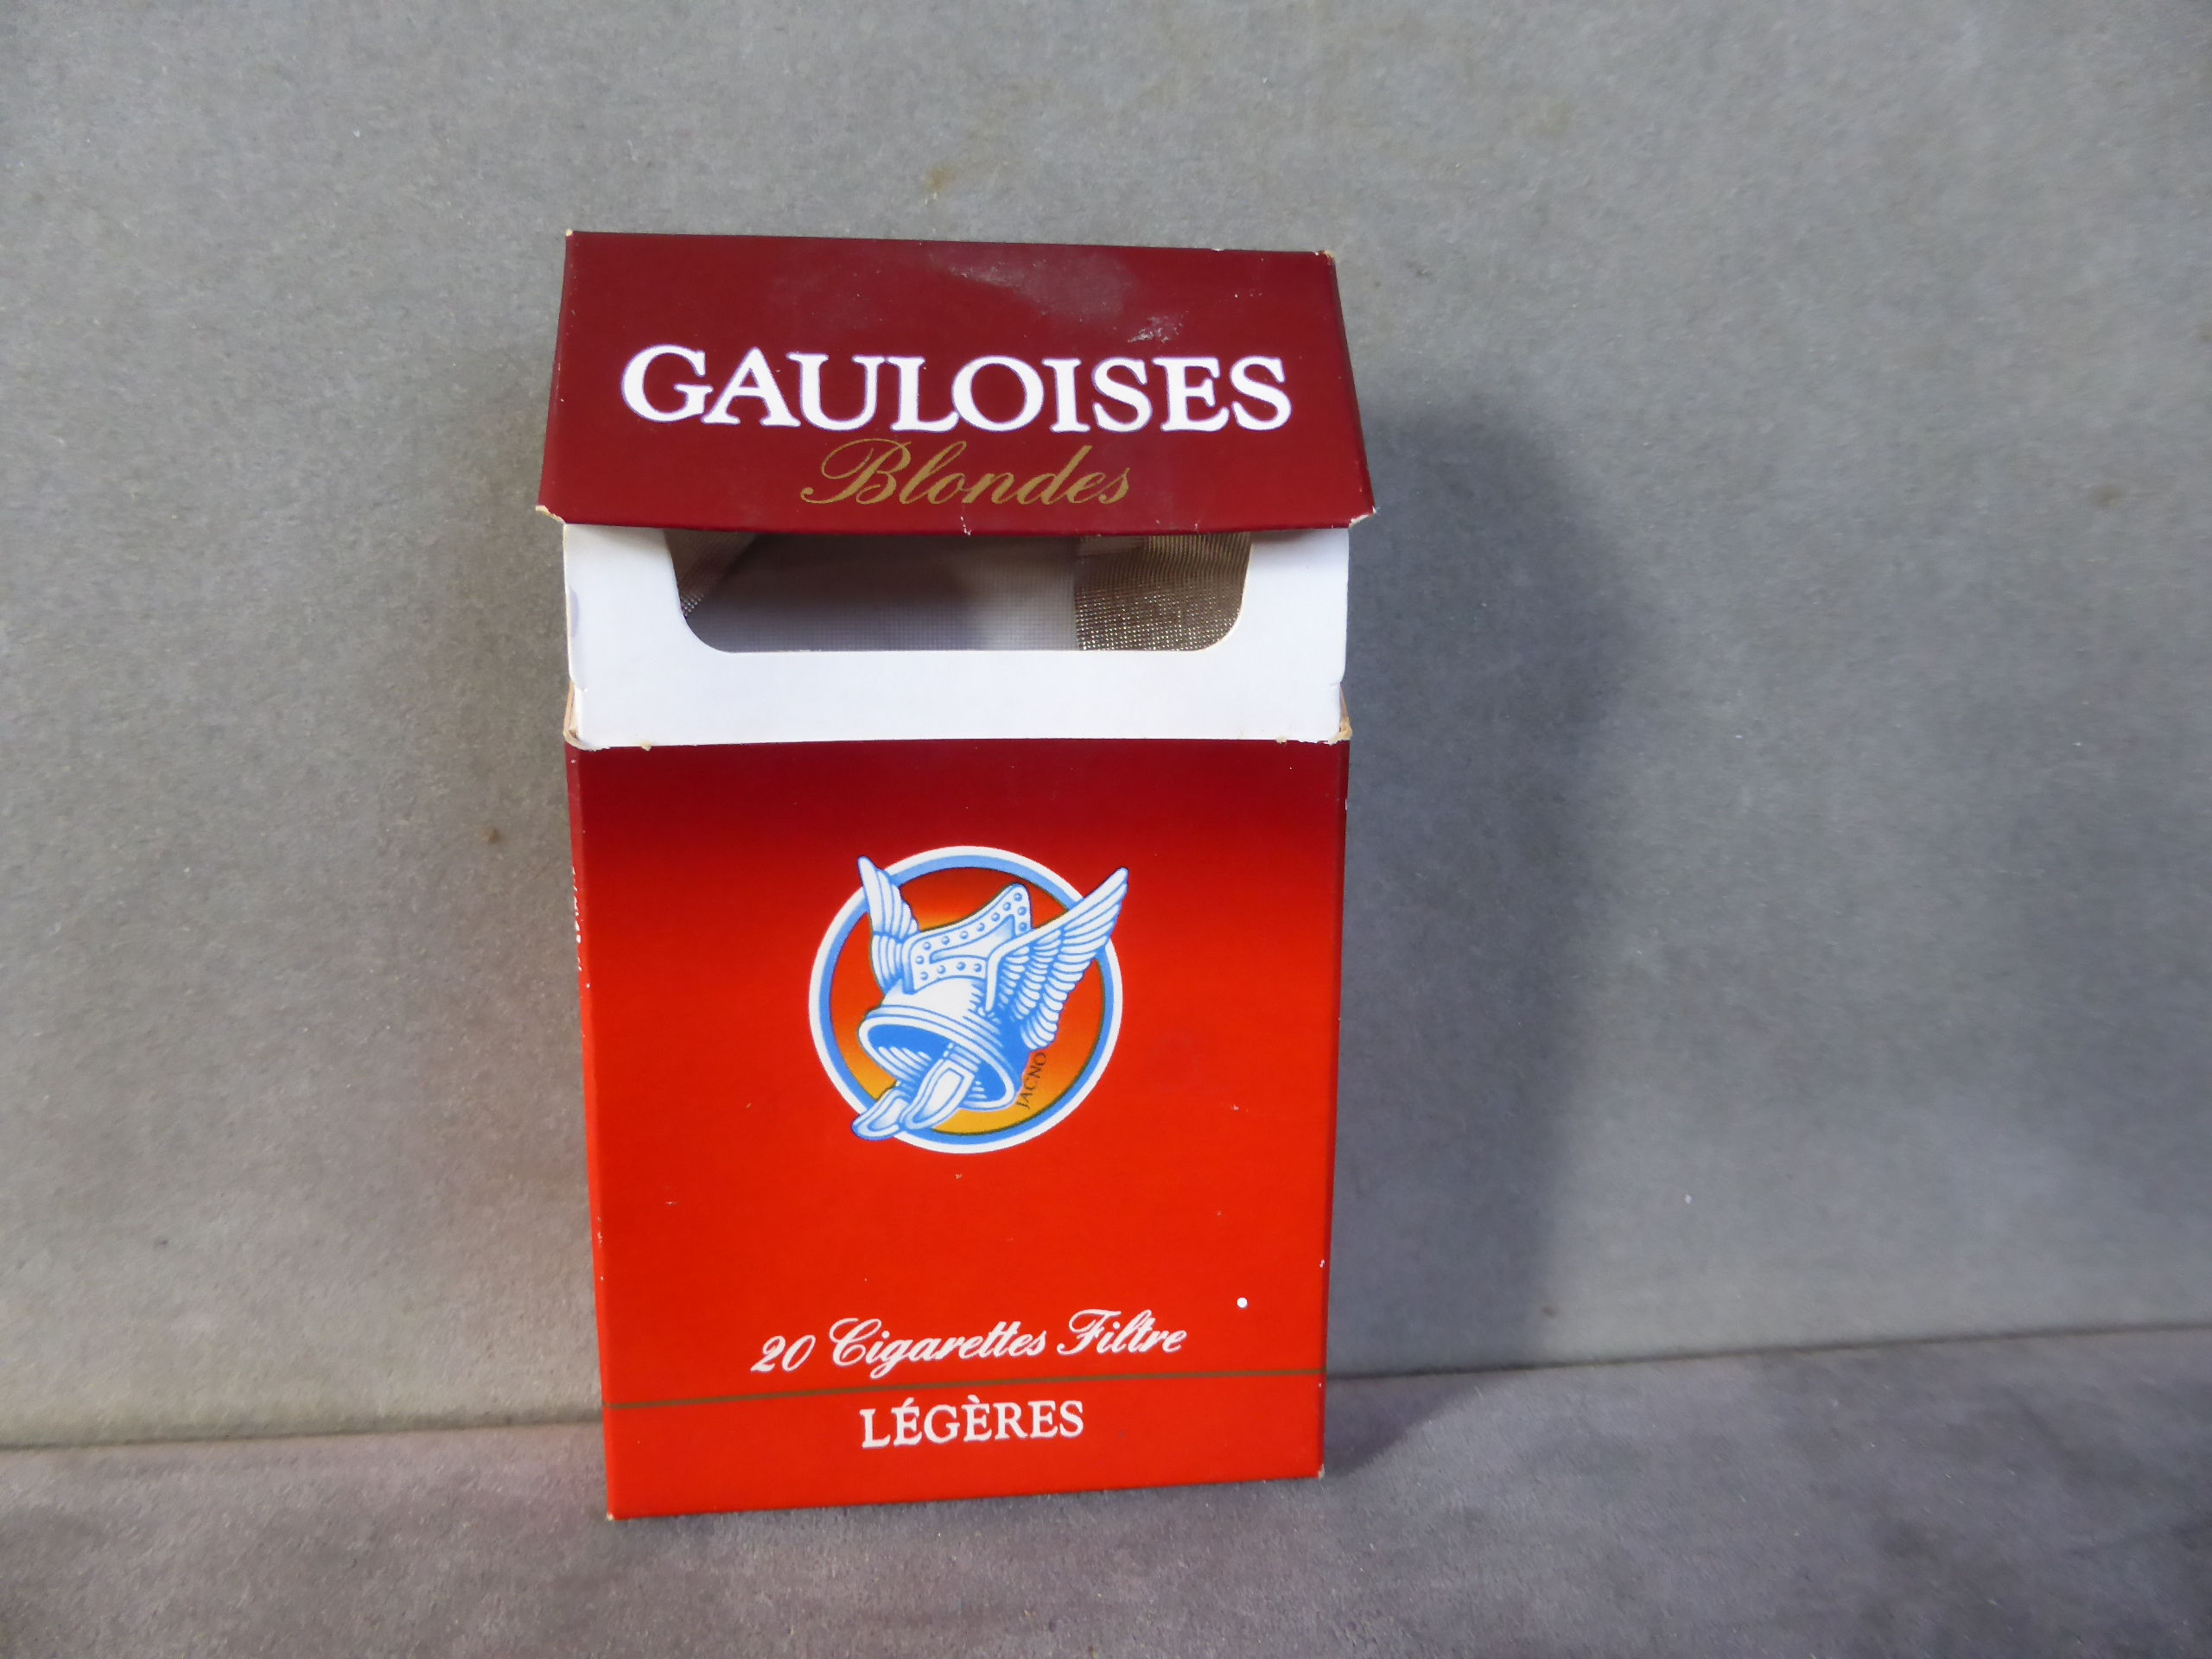 GAULOISES
Blondes
JACNO
20 Cigarettes Filtre
LÉGÈRES